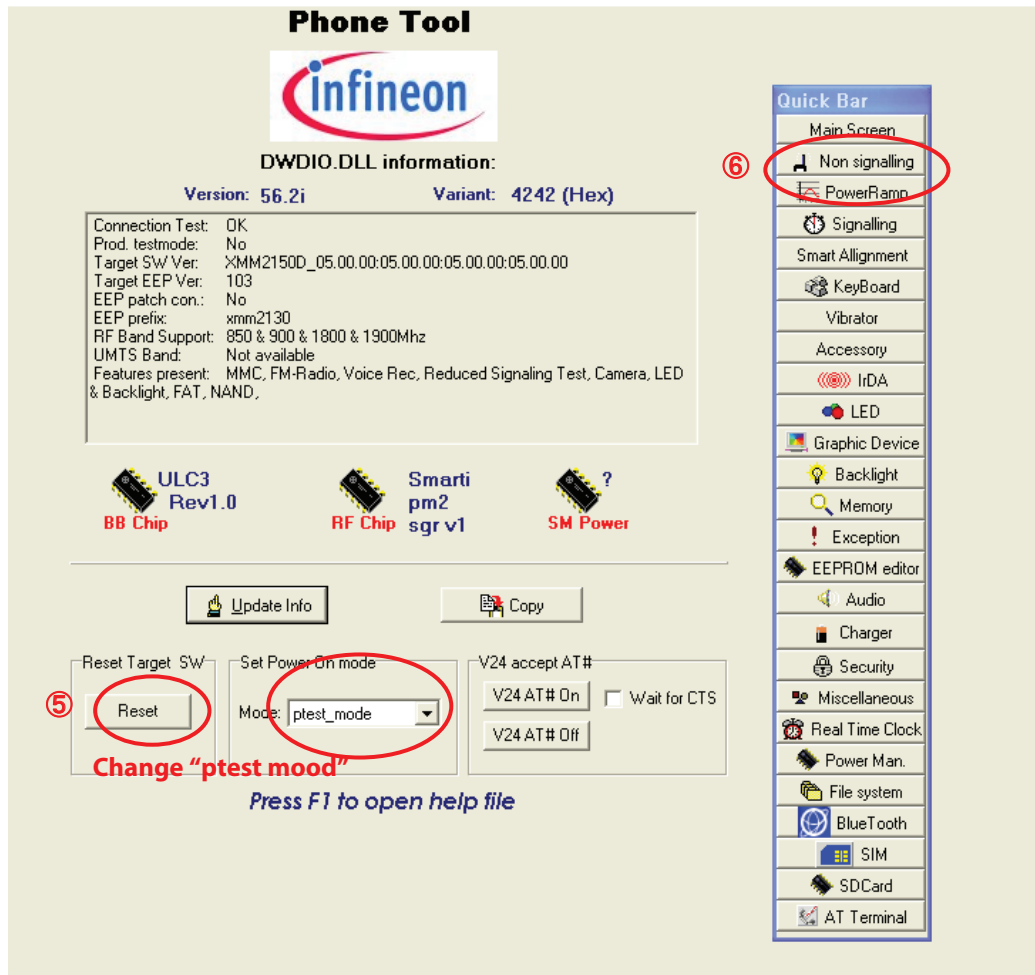 Phone Tool
infineon
DWDIO.DLL information:
Version: 56.2i Variant: 4242 (Hex)
Connection Test: OK
Prod. testmode: No
Target SW Ver: XMM2150D_05.00.00:05.00.00:05.00.00:05.00.00
Target EEP Ver: 103
EEP patch con.: No
EEP prefix: xmm2130
RF Band Support: 850 & 900 & 1800 & 1900Mhz
UMTS Band: Not available
Features present: MMC, FM-Radio, Voice Rec, Reduced Signaling Test, Camera, LED
& Backlight, FAT, NAND,
ULC3
Rev1.0
BB Chip
Smarti
pm2
sgr v1
RF Chip
?
SM Power
Update Info
Copy
Reset Target SW
⑤
Reset
Set Power On mode
Mode: ptest_mode
V24 accept AT#
V24 AT# On
Wait for CTS
V24 AT# Off
Change “ptest mood”
Press F1 to open help file
Quick Bar
Main Screen
⑥
Non signalling
PowerRamp
Signalling
Smart Allignment
KeyBoard
Vibrator
Accessory
IrDA
LED
Graphic Device
Backlight
Memory
Exception
EEPROM editor
Audio
Charger
Security
Miscellaneous
Real Time Clock
Power Man.
File system
BlueTooth
SIM
SDCard
AT Terminal